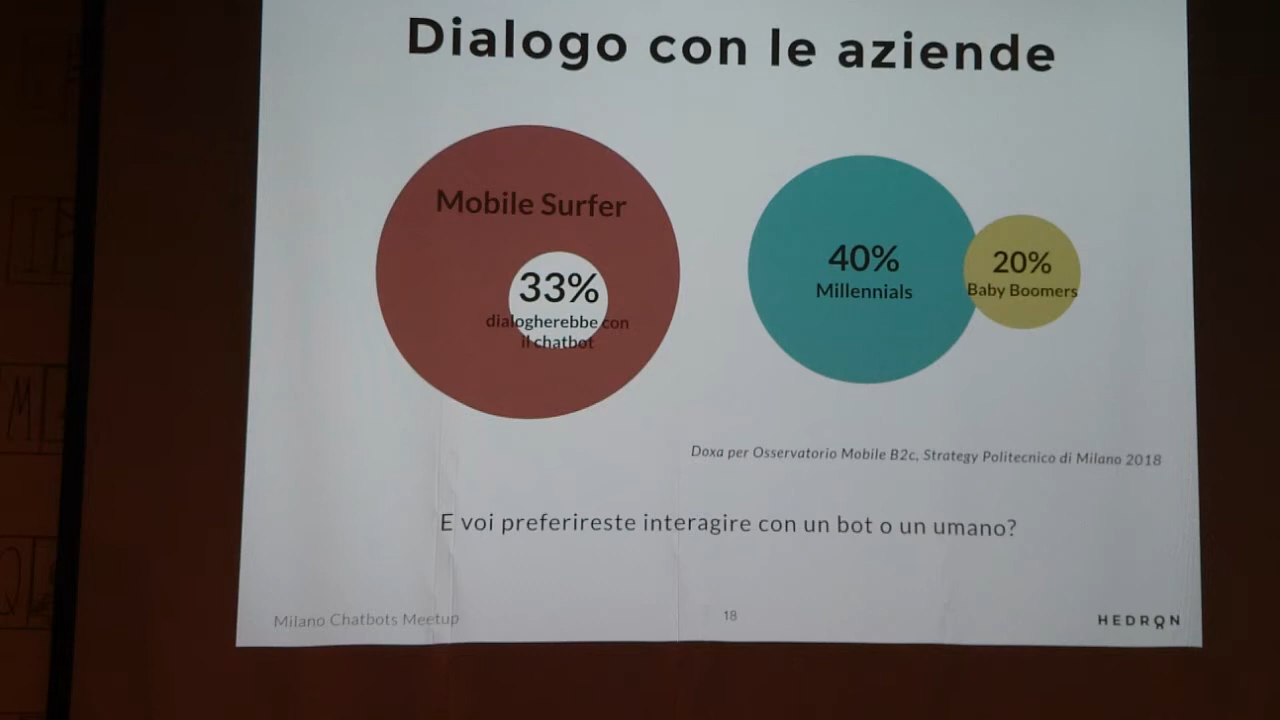 Dialogo con le aziende
Mobile Surfer
33%
dialogherebbe con
il chatbot
40%
Millennials
20%
Baby Boomers
Doxa per Osservatorio Mobile B2c, Strategy Politecnico di Milano 2018
E voi preferireste interagire con un bot o un umano?
Milano Chatbots Meetup
18
HEDRON